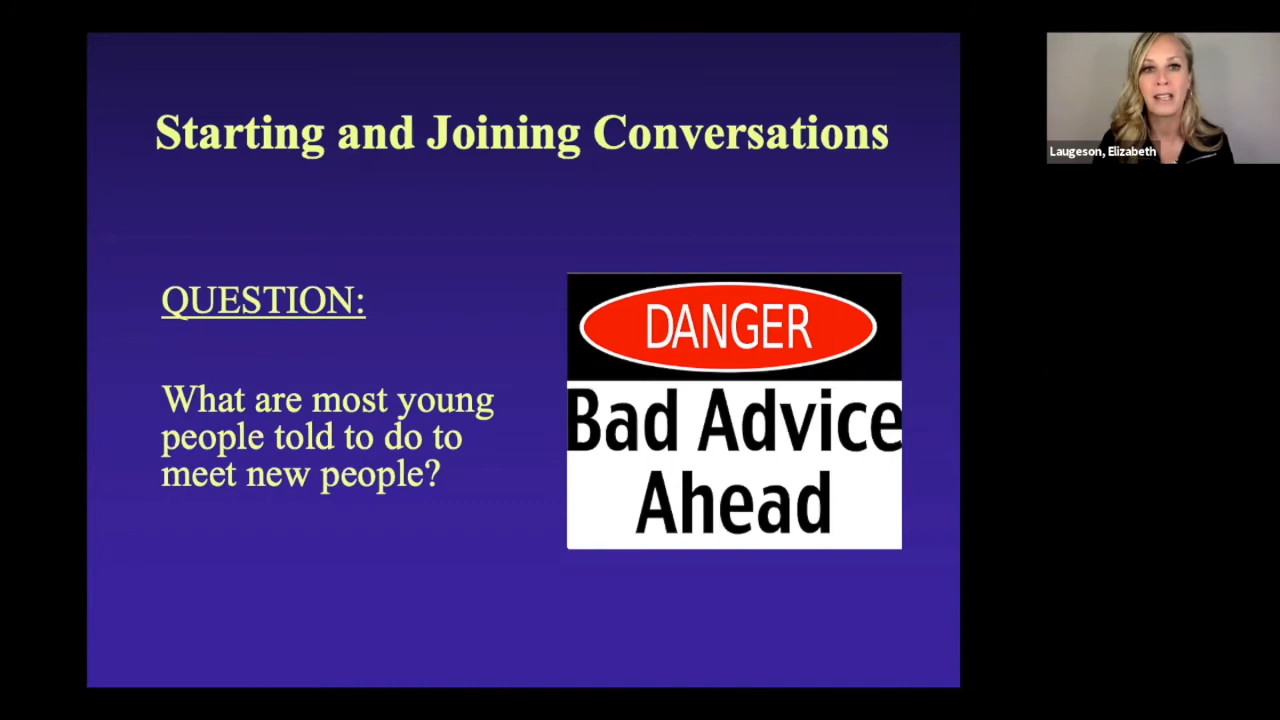 Starting and Joining Conversations
QUESTION:
What are most young
people told to do to
meet new people?
DANGER
Bad Advice
Ahead
Laugeson, Elizabeth